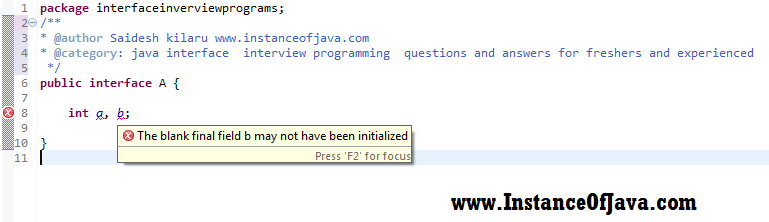 1 package interfaceinverviewprograms;
2 /**
3 * @author Saidesh kilaru www.instanceofjava.com
4 * @category: java interface interview programming questions and answers for freshers and experienced
5 */
6 public interface A {
7
8 int a, b;
9
The blank final field b may not have been initialized
10 }
Press 'F2' for focus
11
www.InstanceOfJava.com